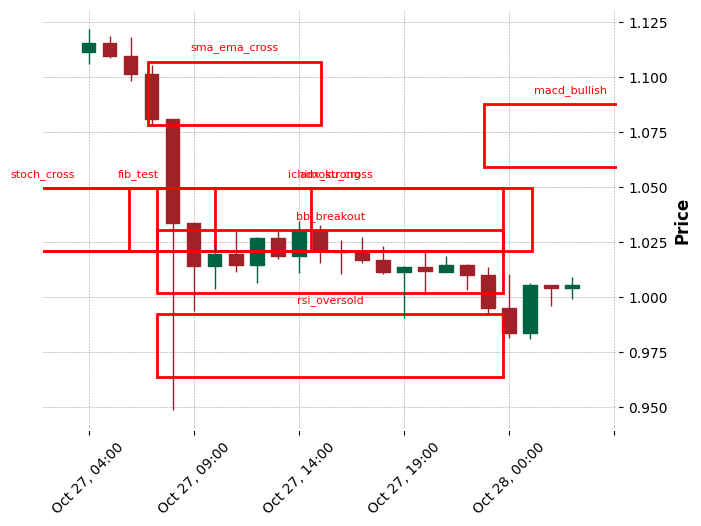 1.125
sma_ema_cross
1.100
macd_bullish
1.075
stoch_cross
fib_test
1.050
bb_breakout
1.025
Price
rsi_oversold
1.000
0.975
0.950
Oct 27, 04:00
Oct 27, 09:00
Oct 27, 14:00
Oct 27, 19:00
Oct 28, 00:00